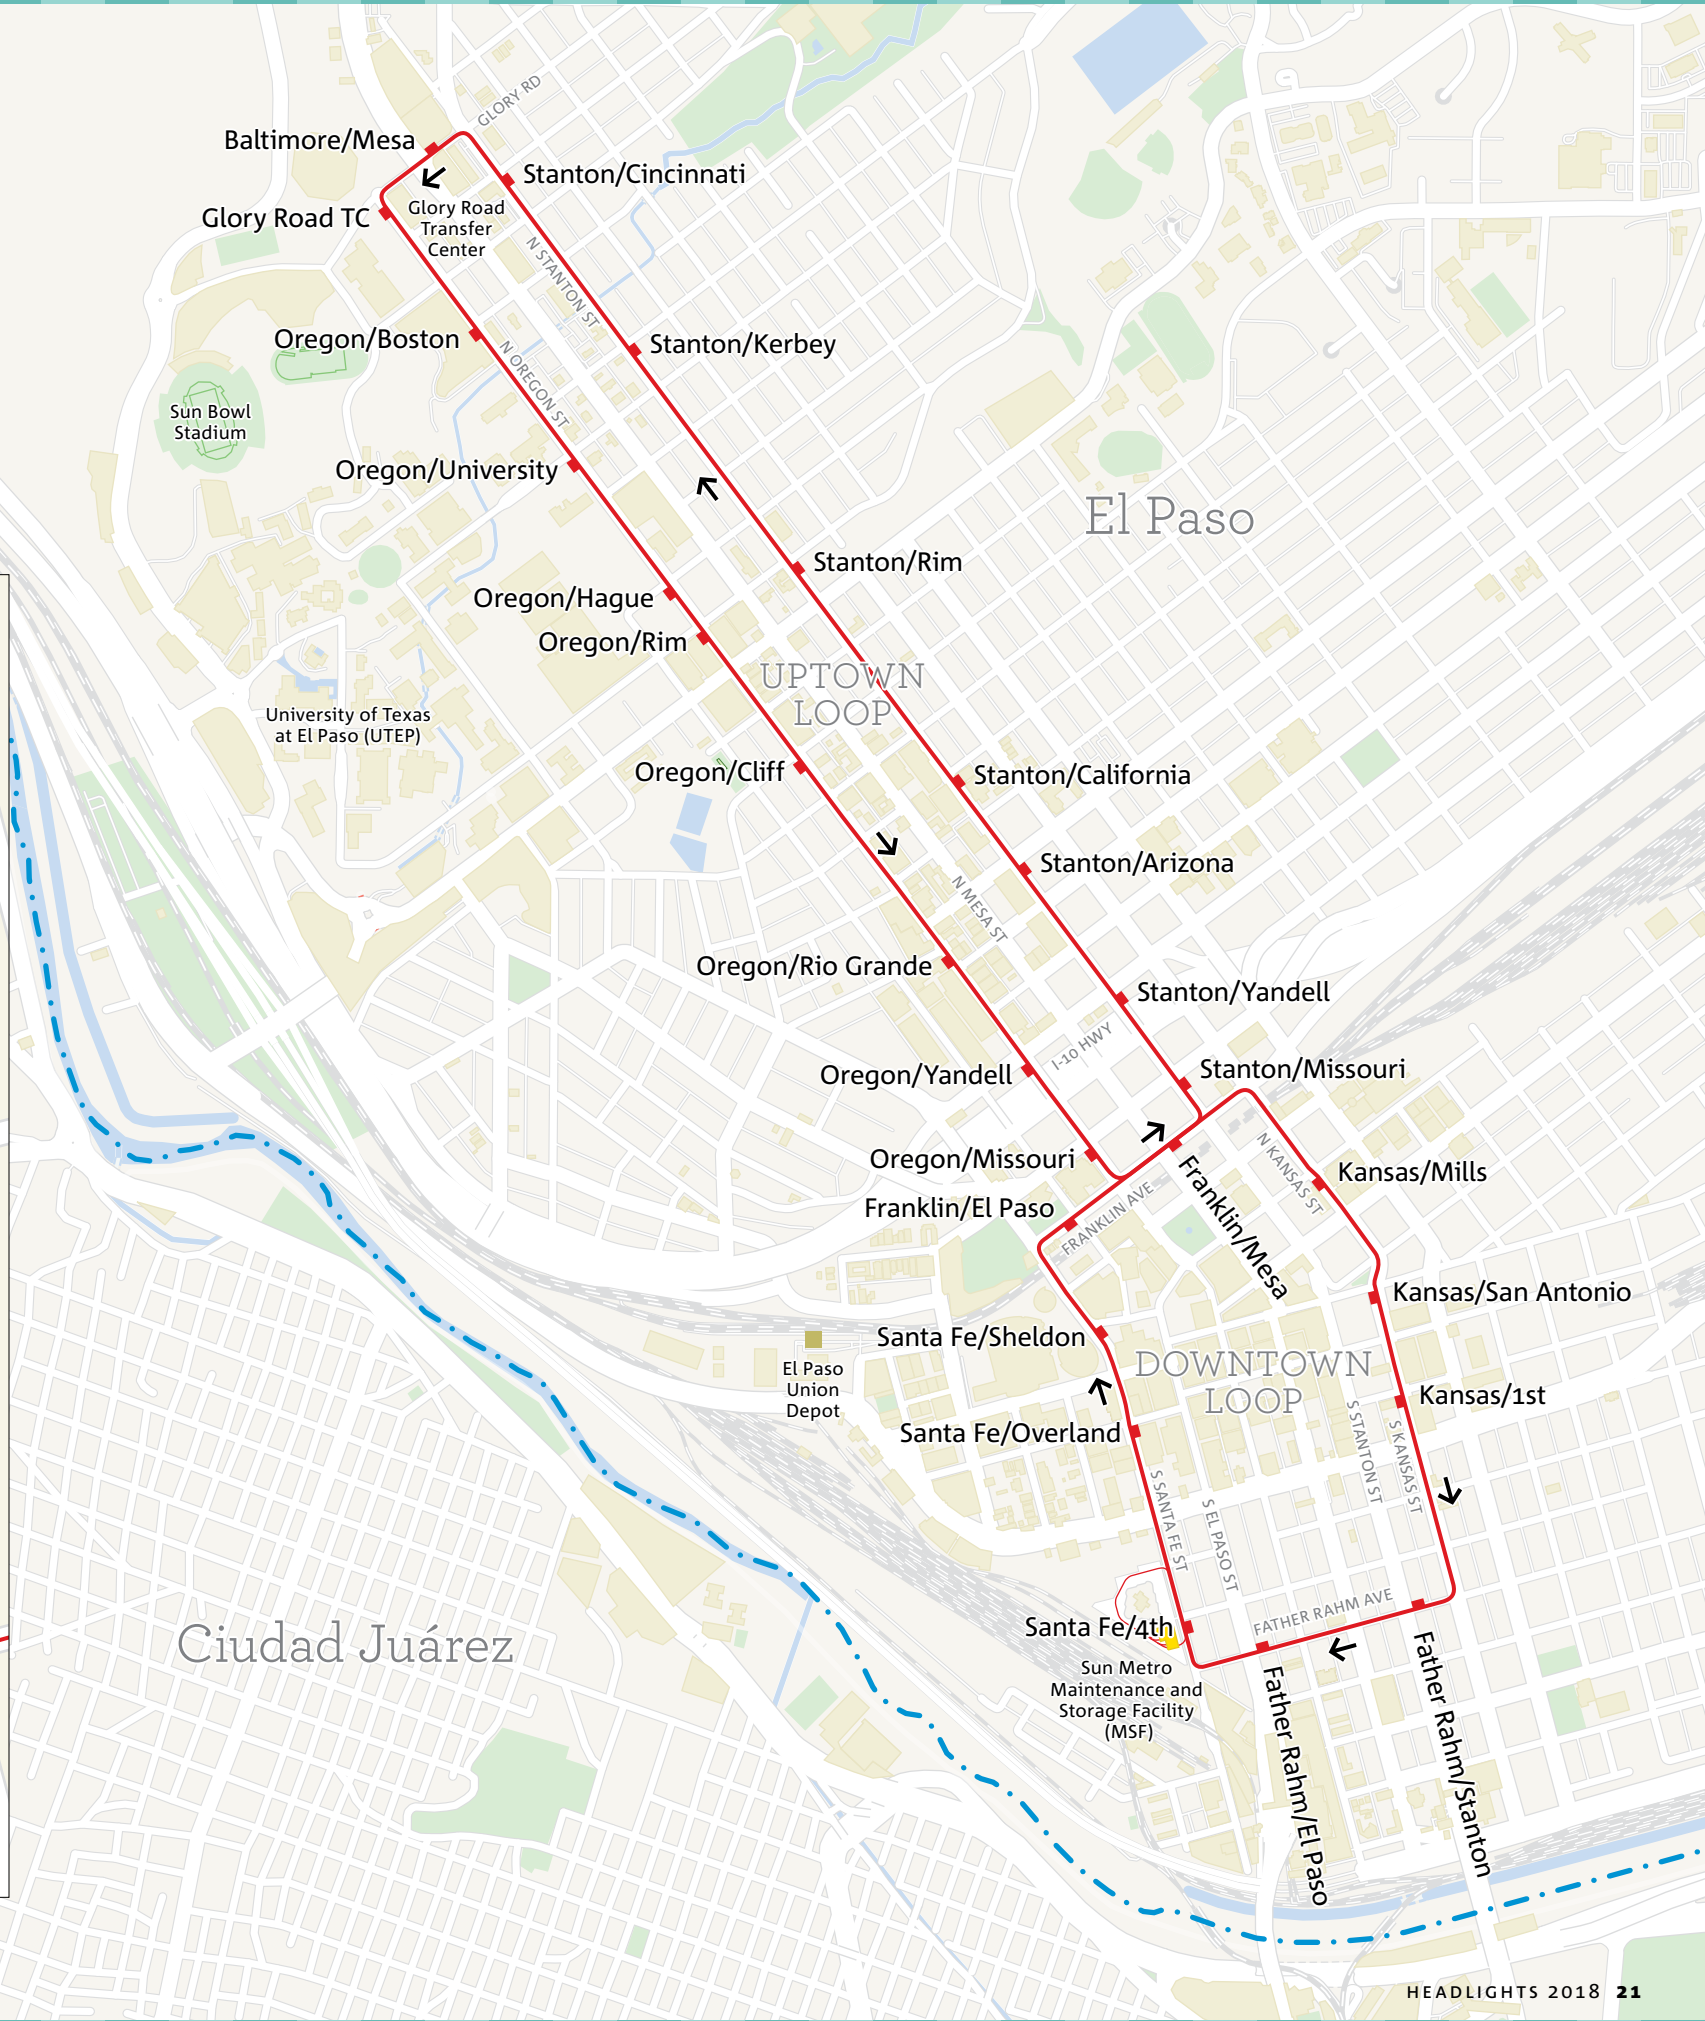 GLORY RD
Baltimore/Mesa
Stanton/Cincinnati
Glory Road TC
Glory Road
Transfer
Center
N STANTON ST
Oregon/Boston
Stanton/Kerbey
N OREGON ST
Sun Bowl
Stadium
Oregon/University
El Paso
Stanton/Rim
Oregon/Hague
Oregon/Rim
UPTOWN
LOOP
University of Texas
at El Paso (UTEP)
Oregon/Cliff
Stanton/California
Stanton/Arizona
N MESA ST
Oregon/Rio Grande
Stanton/Yandell
I-10 HWY
Oregon/Yandell
Stanton/Missouri
Oregon/Missouri
N KANSAS ST
Kansas/Mills
Franklin/El Paso
FRANKLIN AVE
Franklin/Mesa
Kansas/San Antonio
Santa Fe/Sheldon
El Paso
Union
Depot
DOWNTOWN
LOOP
Kansas/1st
Santa Fe/Overland
S STANTON ST
S KANSAS ST
S SANTA FE ST
S EL PASO ST
FATHER RAHM AVE
Santa Fe/4th
Ciudad Juárez
Sun Metro
Maintenance and
Storage Facility
(MSF)
Father Rahm/El Paso
Father Rahm/Stanton
HEADLIGHTS 2018 21